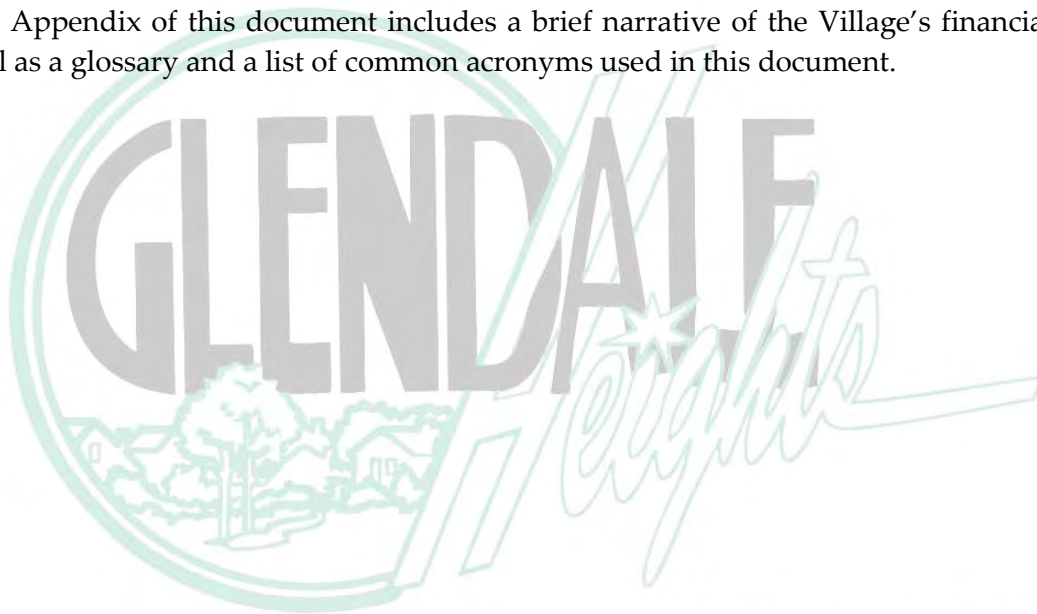 Appendix of this document includes a brief narrative of the Village’s financia
l as a glossary and a list of common acronyms used in this document.
GLENDALE
Heights